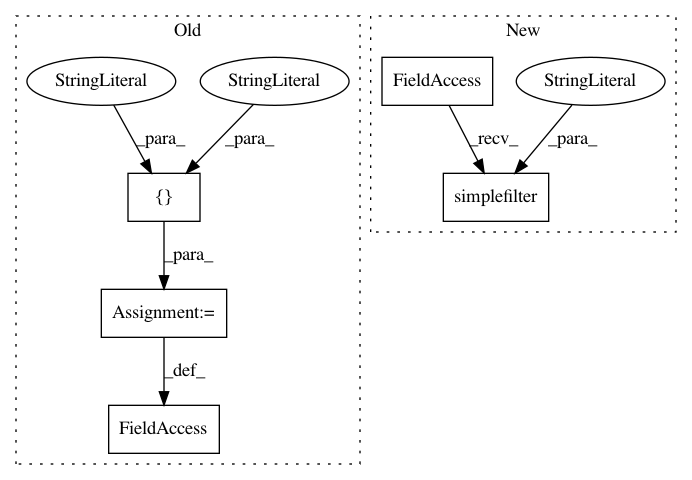 Old
New
StringLiteral
StringLiteral
FieldAccess
StringLiteral
_para_
_para_
_recv_
_para_
{}
simplefilter
_para_
Assignment:=
_def_
FieldAccess